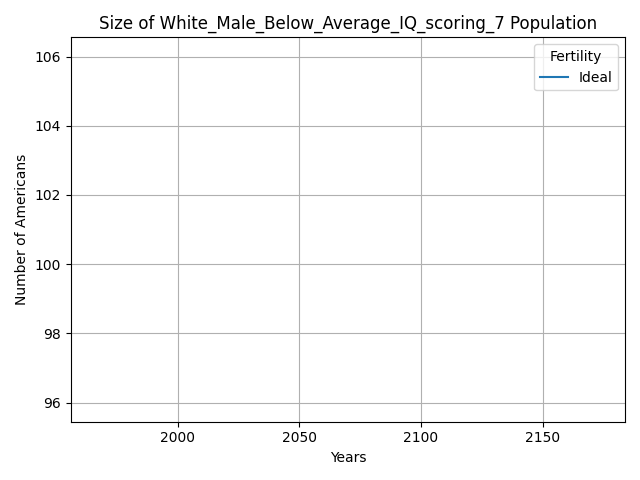 Size of White_Male_Below_Average_IQ_scoring_7 Population
106
104
102
100
98
96
Number of Americans
Fertility
Ideal
2000 2050 2100 2150
Years